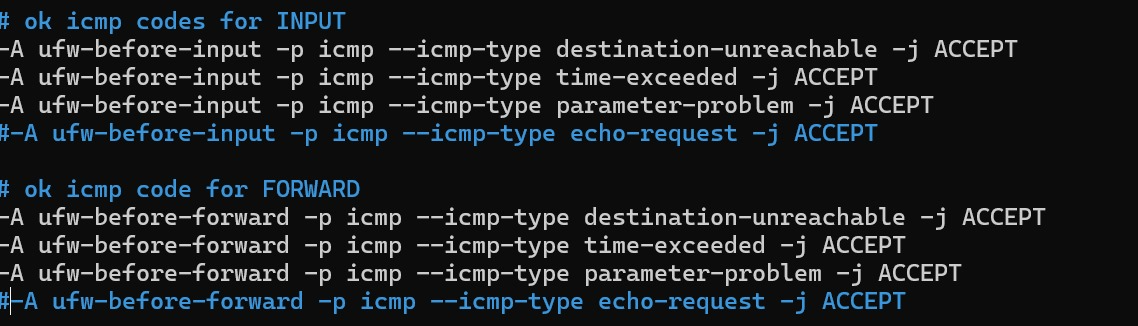 # ok icmp codes for INPUT
-A ufw-before-input -p icmp --icmp-type destination-unreachable -j ACCEPT
-A ufw-before-input -p icmp --icmp-type time-exceeded -j ACCEPT
-A ufw-before-input -p icmp --icmp-type parameter-problem -j ACCEPT
#-A ufw-before-input -p icmp --icmp-type echo-request -j ACCEPT
# ok icmp code for FORWARD
-A ufw-before-forward -p icmp --icmp-type destination-unreachable -j ACCEPT
-A ufw-before-forward -p icmp --icmp-type time-exceeded -j ACCEPT
-A ufw-before-forward -p icmp --icmp-type parameter-problem -j ACCEPT
#-A ufw-before-forward -p icmp --icmp-type echo-request -j ACCEPT